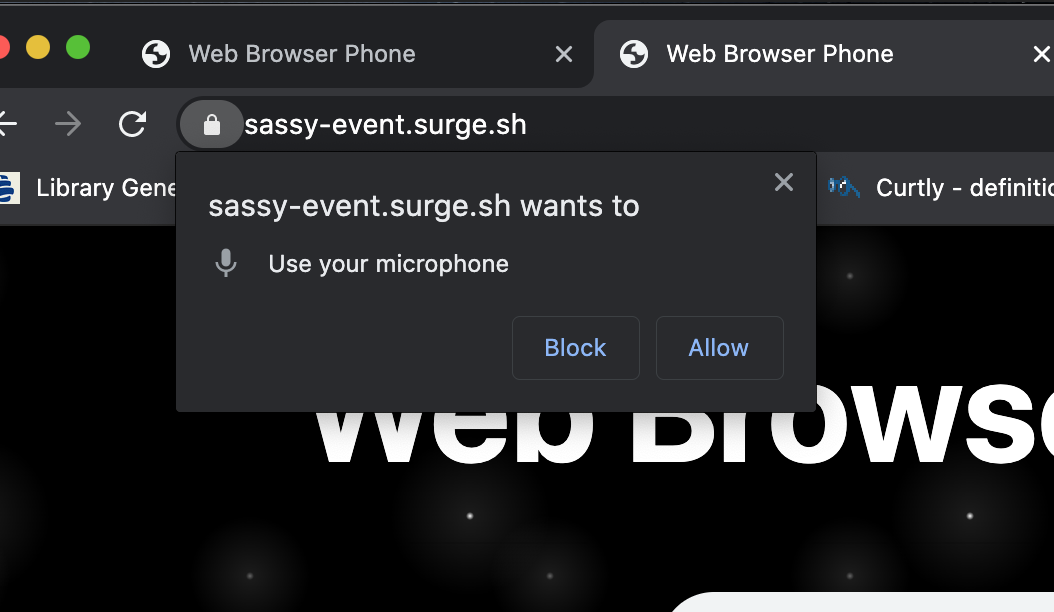 Web Browser Phone
Web Browser Phone
sassy-event.surge.sh
Library Gene
Curtly - definitio
sassy-event.surge.sh wants to
Use your microphone
Block
Allow
Web Browse